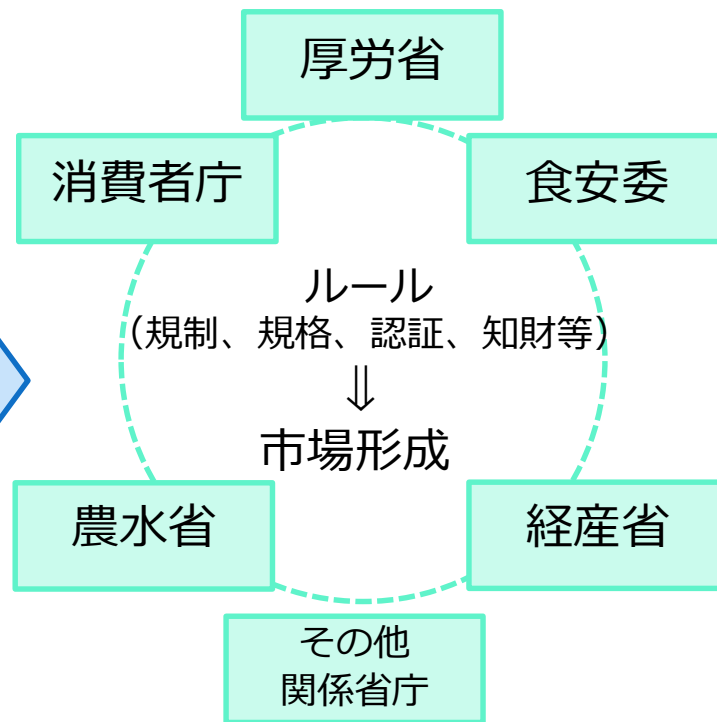 厚労省
消費者庁
食安委
ルール
（規制、規格、認証、知財等）
⇓
市場形成
農水省
経産省
その他
関係省庁